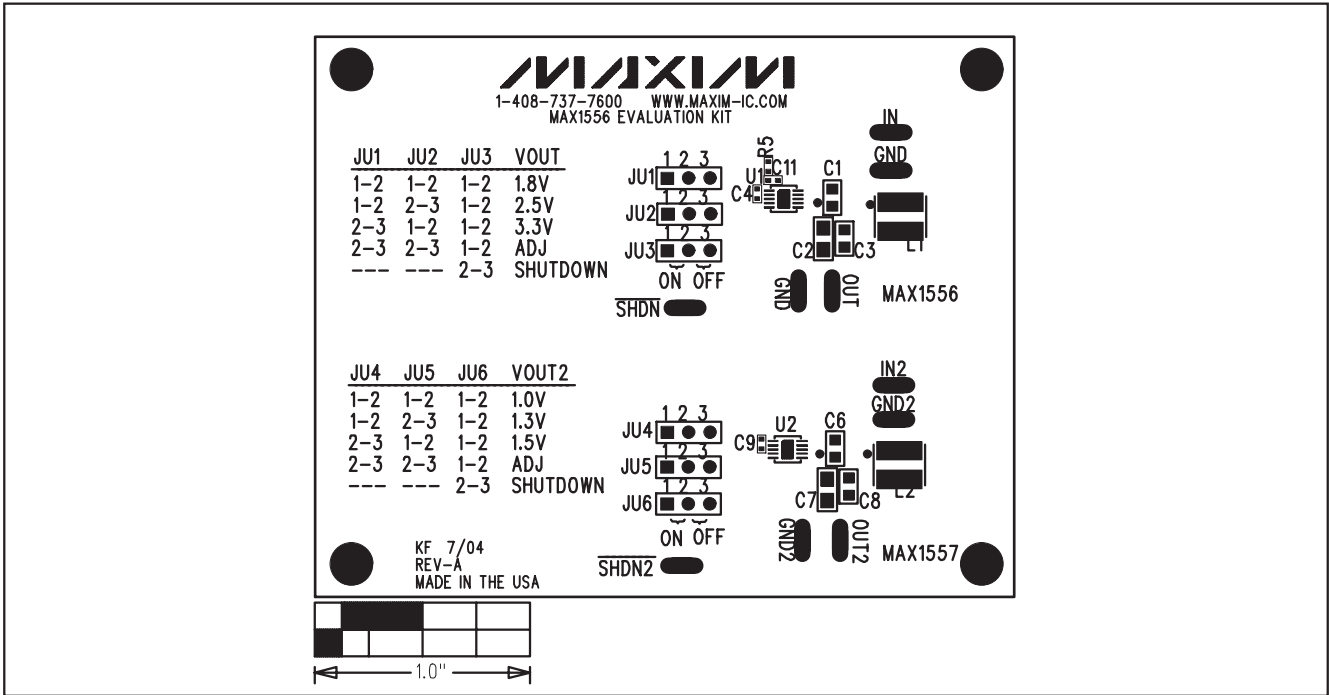 MAXIM
1-408-737-7600 WWW.MAXIM-IC.COM
MAX1556 EVALUATION KIT
JU1 JU2 JU3 VOUT
1-2 1-2 1-2 1.8V
1-2 2-3 1-2 2.5V
2-3 1-2 1-2 3.3V
2-3 2-3 1-2 ADJ
--- --- 2-3 SHUTDOWN
1 2 3
JU1
1 2 3
JU2
1 2 3
JU3
ON OFF
SHDN
R5
U1
C11
C4
C1
C2
C3
IN
GND
L1
GND
OUT
MAX1556
JU4 JU5 JU6 VOUT2
1-2 1-2 1-2 1.0V
1-2 2-3 1-2 1.3V
2-3 1-2 1-2 1.5V
2-3 2-3 1-2 ADJ
--- --- 2-3 SHUTDOWN
1 2 3
JU4
1 2 3
JU5
1 2 3
JU6
ON OFF
SHDN2
C9
U2
C6
C7
C8
IN2
GND2
L2
GND2
OUT2
MAX1557
KF 7/04
REV-A
MADE IN THE USA
1.0"